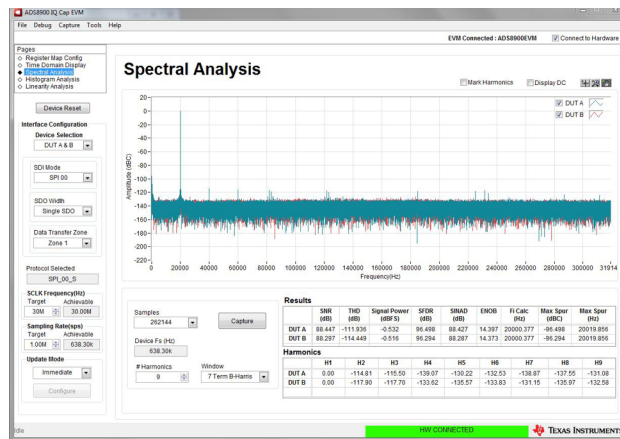 ADS8900 IQ Cap EVM
File Debug Capture Tools Help
EVM Connected : ADS8900EVM Connect to Hardware
Pages
Register Map Config
Time Domain Display
Spectral Analysis
Histogram Analysis
Linearity Analysis
Device Reset
Interface Configuration
Device Selection
DUT A & B
SDI Mode
SPI 00
SDO Width
Single SDO
Data Transfer Zone
Zone 1
Protocol Selected
SPI_00_S
SCLK Frequency(Hz)
Target Achievable
30M 30.00M
Sampling Rate(sps)
Target Achievable
1.00M 638.30k
Update Mode
Immediate
Configure
Spectral Analysis
Mark Harmonics Display DC
DUT A
DUT B
Amplitude (dBC)
20
0
-20
-40
-60
-80
-100
-120
-140
-160
-180
-200
-220
0 20000 40000 60000 80000 100000 120000 140000 160000 180000 200000 220000 240000 260000 280000 300000 31914
Frequency(Hz)
Samples
262144
Capture
Device Fs (Hz)
638.30k
# Harmonics Window
9 7 Term B-Harris
Results
SNR (dB) THD (dB) Signal Power (dBFS) SFDR (dB) SINAD (dB) ENOB Fi Calc (Hz) Max Spur (dBC) Max Spur (Hz)
DUT A 88.447 -111.936 -0.532 96.498 88.427 14.397 20000.377 -96.498 20019.856
DUT B 88.297 -114.449 -0.516 96.294 88.287 14.373 20000.377 -96.294 20019.856
Harmonics
H1 H2 H3 H4 H5 H6 H7 H8 H9
DUT A 0.00 -114.81 -115.50 -139.07 -130.22 -132.53 -138.87 -137.55 -131.08
DUT B 0.00 -117.90 -117.70 -133.62 -135.57 -133.83 -131.15 -135.97 -132.58
Idle
HW CONNECTED
TEXAS INSTRUMENTS